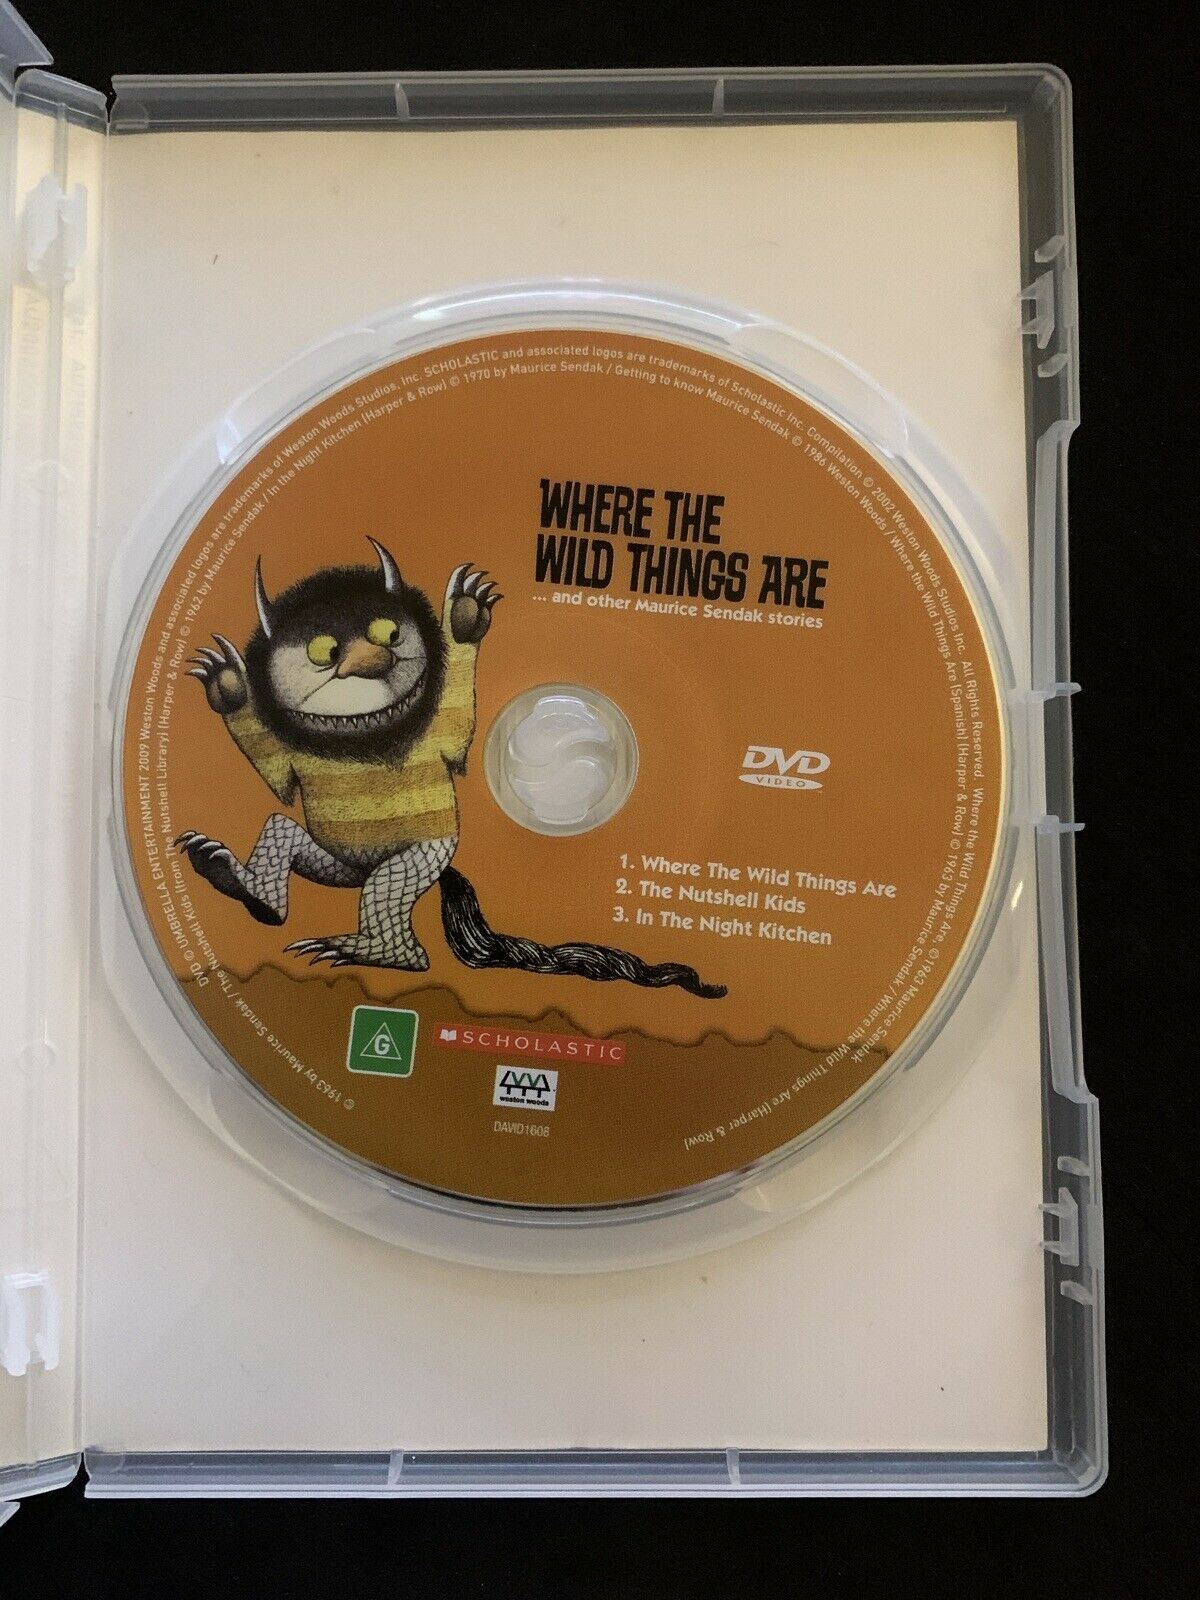 WHERE THE
WILD THINGS ARE
... and other Maurice Sendak stories
DVD
VIDEO
1. Where The Wild Things Are
2. The Nutshell Kids
3. In The Night Kitchen
G
SCHOLASTIC
weston woods
DAVID1608
DVD © UMBRELLA ENTERTAINMENT 2009 Weston Woods and associated logos are trademarks of Weston Woods Studios, Inc. SCHOLASTIC and associated logos are trademarks of Scholastic Inc. Compilation © 2002 Weston Woods Studios Inc. All Rights Reserved. Where the Wild Things Are, ©1963 Maurice Sendak
© 1963 by Maurice Sendak / The Nutshell Kids (from The Nutshell Library) (Harper & Row) © 1962 by Maurice Sendak / In the Night Kitchen (Harper & Row) © 1970 by Maurice Sendak / Getting to know Maurice Sendak © 1986 Weston Woods / Where the Wild Things Are (Spanish) (Harper & Row) © 1963 by Maurice Sendak / Where the Wild Things Are (Harper & Row)